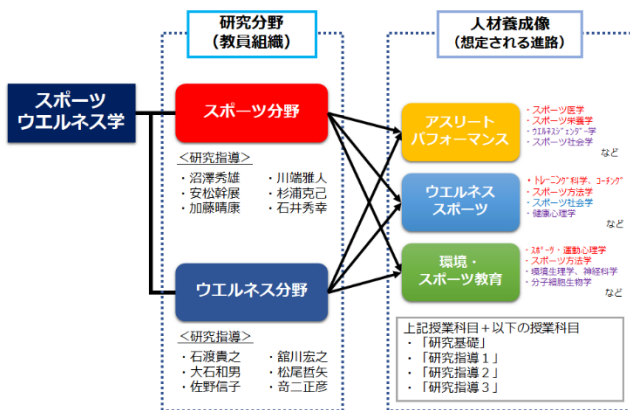 研究分野
（教員組織）
人材養成像
（想定される進路）
スポーツ
ウエルネス学
スポーツ分野
＜研究指導＞
・沼澤秀雄 ・川端雅人
・安松幹展 ・杉浦克己
・加藤晴康 ・石井秀幸
ウエルネス分野
＜研究指導＞
・石渡貴之 ・舘川宏之
・大石和男 ・松尾哲矢
・佐野信子 ・奇二正彦
アスリート
パフォーマンス
・スポーツ医学
・スポーツ栄養学
・ウエルネスジェンダー学
・スポーツ社会学
など
ウエルネス
スポーツ
・トレーニング科学、コーチング
・スポーツ方法学
・スポーツ社会学
・健康心理学
など
環境・
スポーツ教育
・スポーツ・運動心理学
・スポーツ方法学
・環境生理学、神経科学
・分子細胞生物学
など
上記授業科目＋以下の授業科目
・「研究基礎」
・「研究指導１」
・「研究指導２」
・「研究指導３」